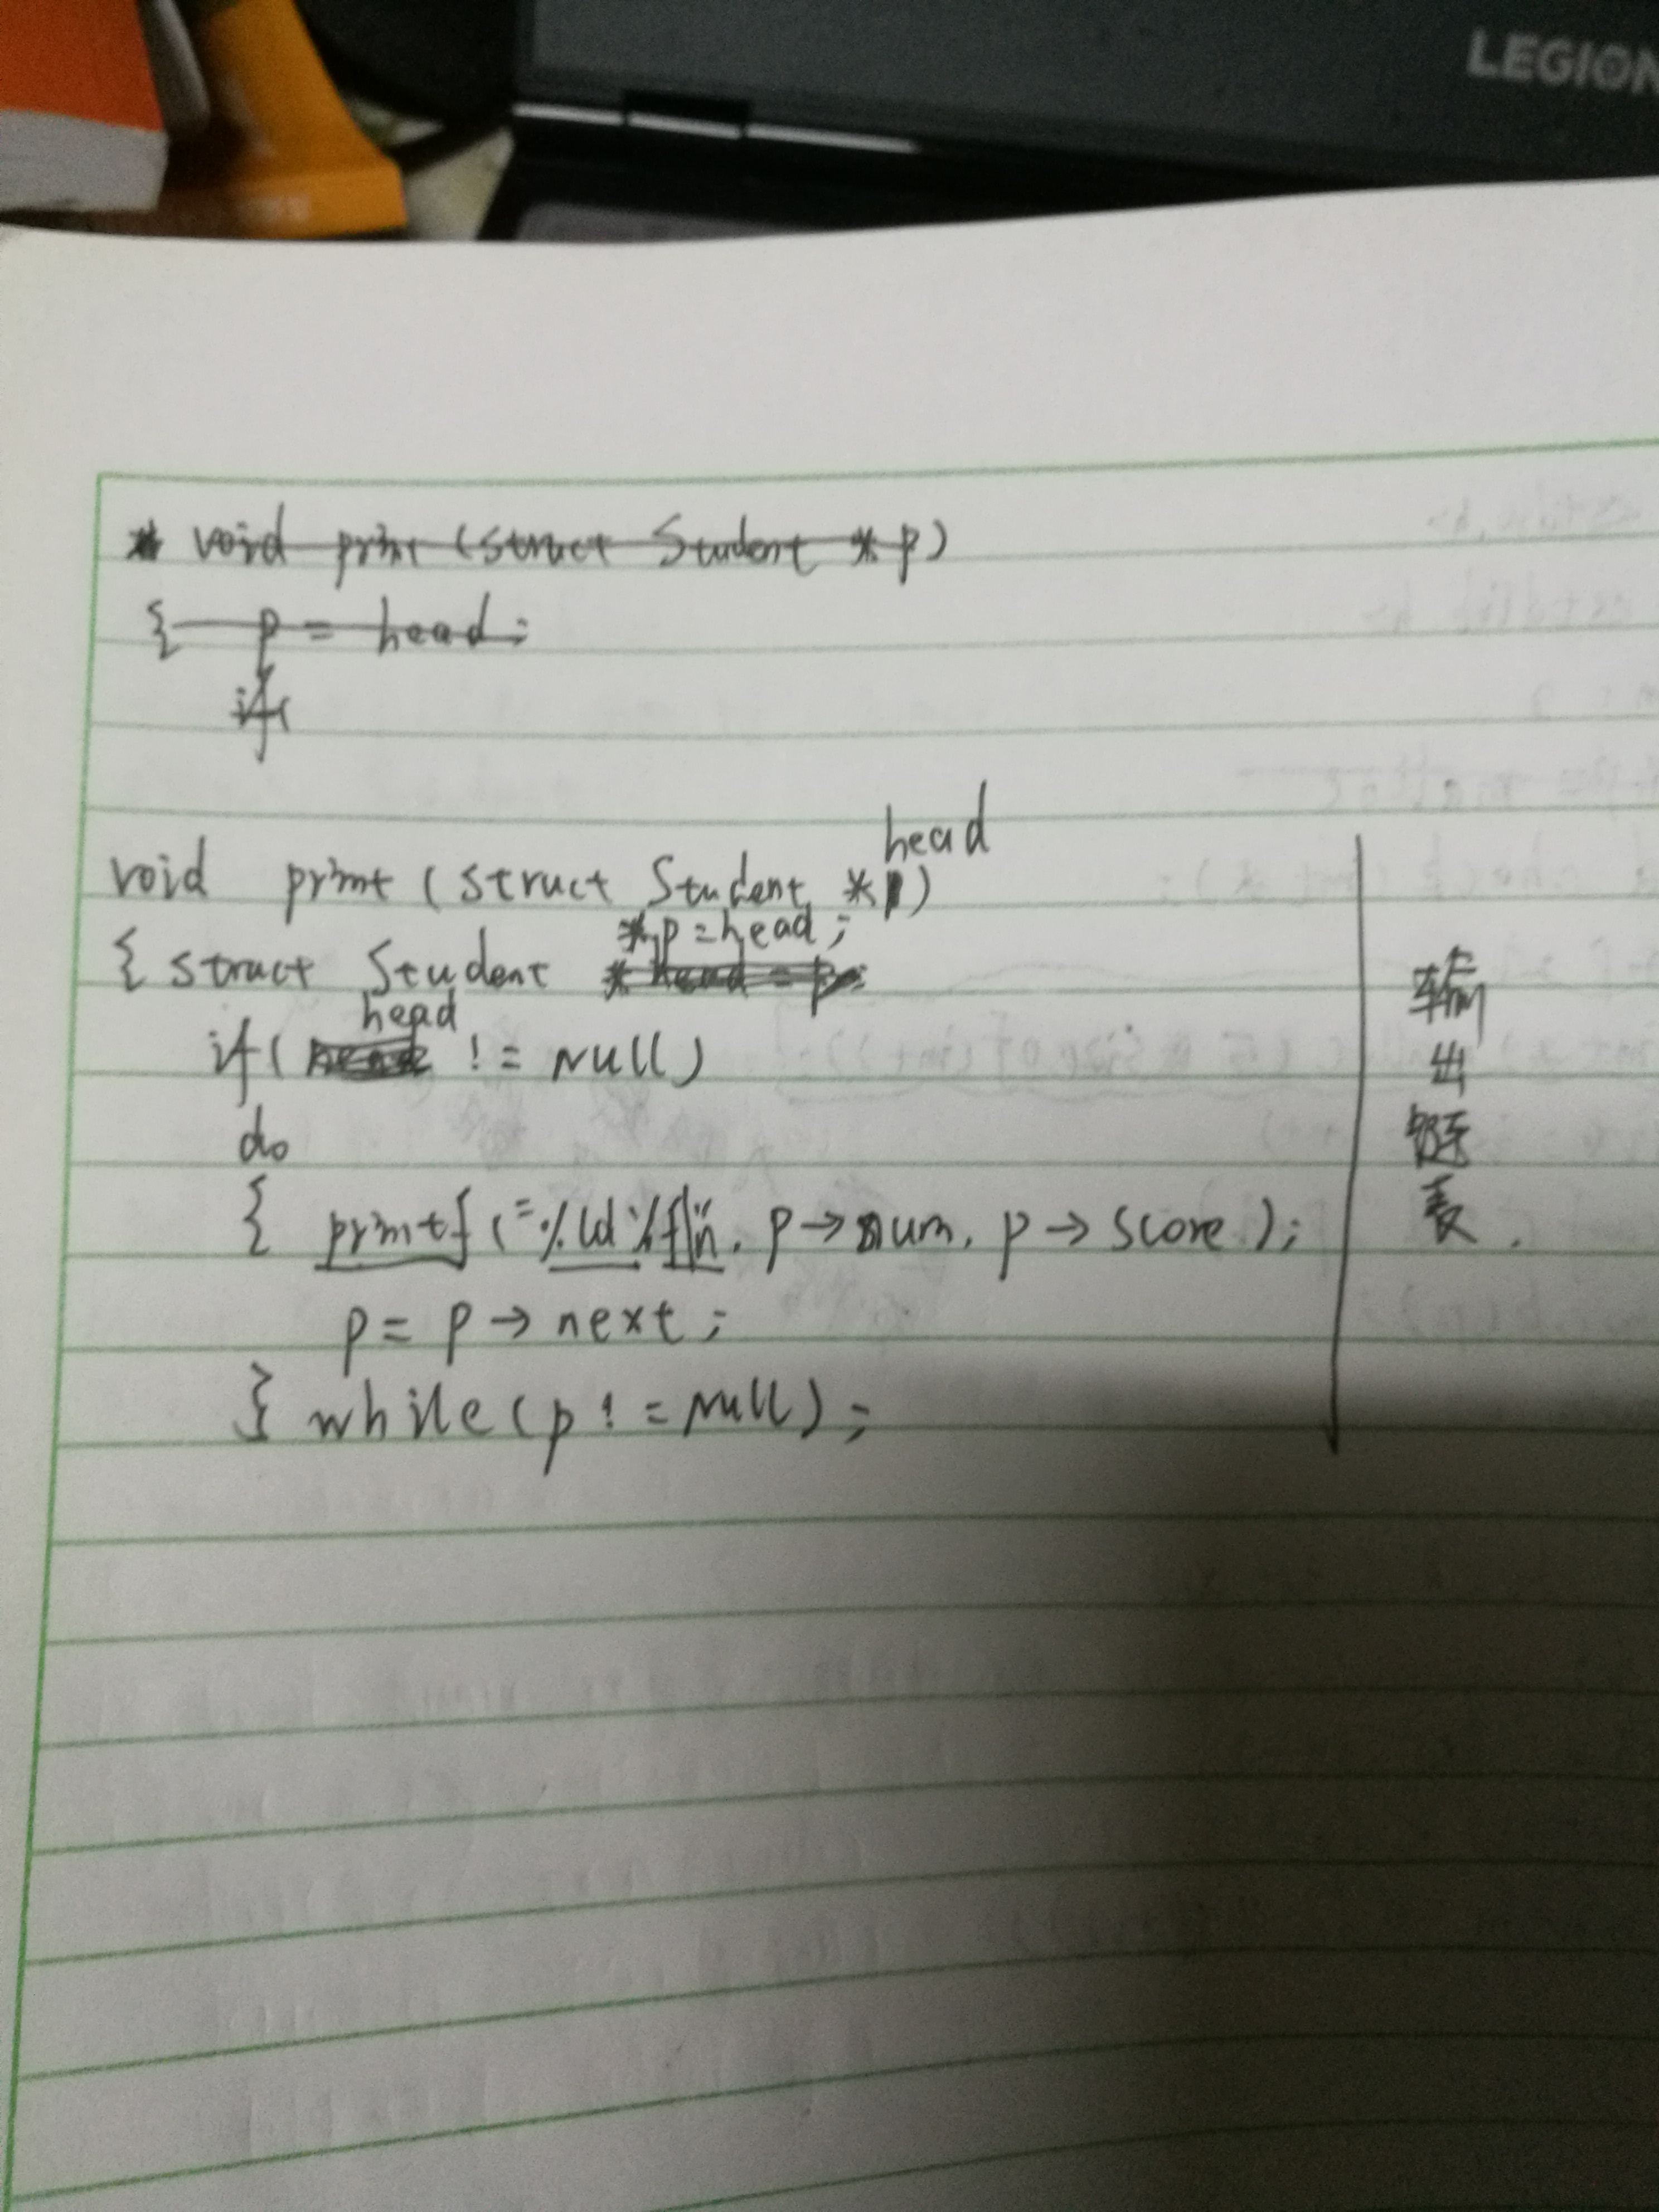 LEGION
void print (struct Student *p)
{ p = head;
if(
head
void print (struct Student *p)
*p = head;
{ struct Student
head
if( != NULL)
do
{ printf ("%ld %f\n", p→num, p→score);
p = p→next;
} while (p != NULL);
输
出
链
表.